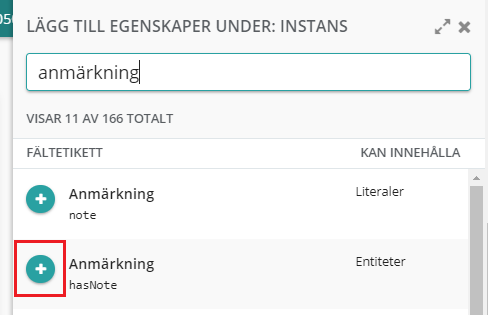 LÄGG TILL EGENSKAPER UNDER: INSTANS
anmärkning
VISAR 11 AV 166 TOTALT
FÄLTETIKETT KAN INNEHÅLLA
Anmärkning Literaler
note
Anmärkning Entiteter
hasNote